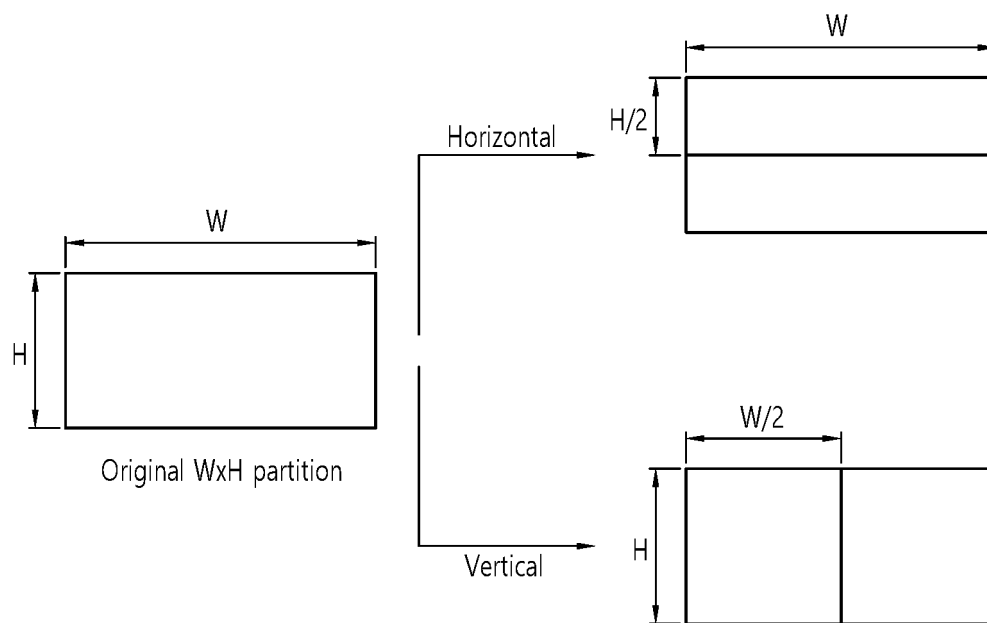 W
H/2
Horizontal
W
H
Original WxH partition
W/2
H
Vertical